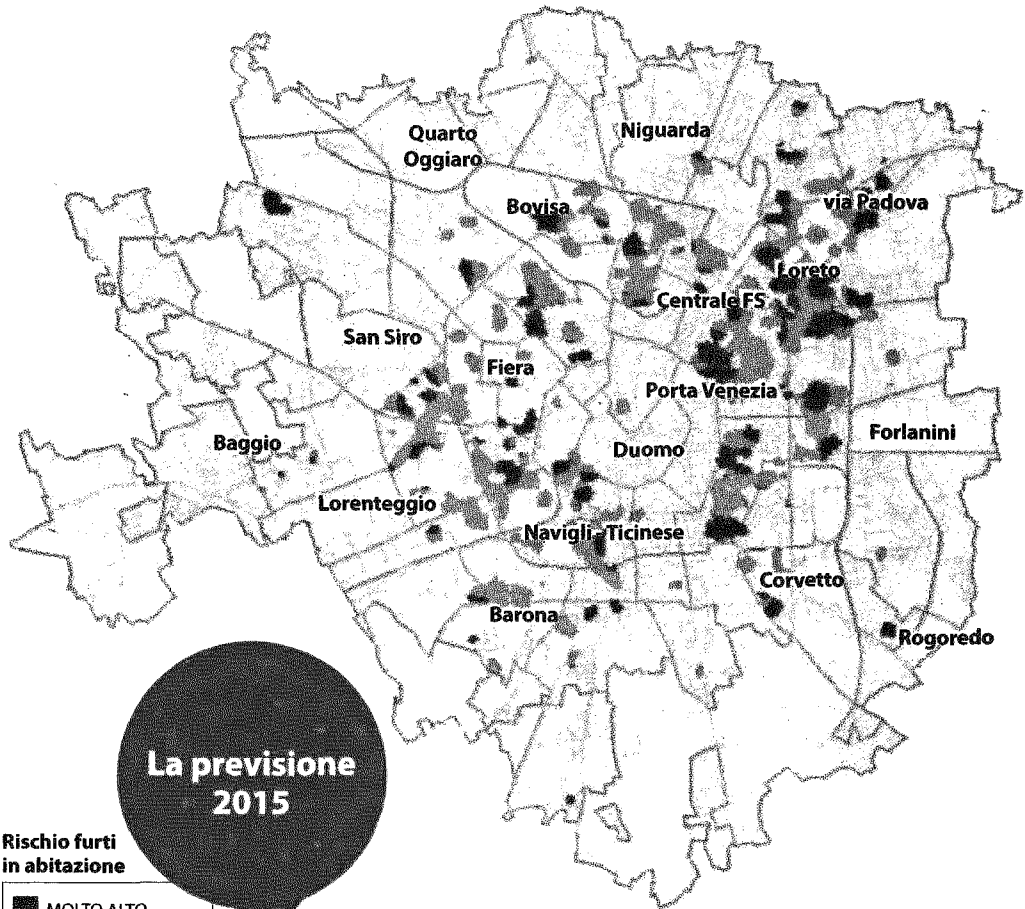 Quarto
Oggiaro
Niguarda
Bovisa
via Padova
Loreto
Centrale FS
San Siro
Fiera
Porta Venezia
Baggio
Duomo
Forlanini
Lorenteggio
Navigli-Ticinese
Corvetto
Barona
Rogoredo
La previsione
2015
Rischio furti
in abitazione
MOLTO ALTO